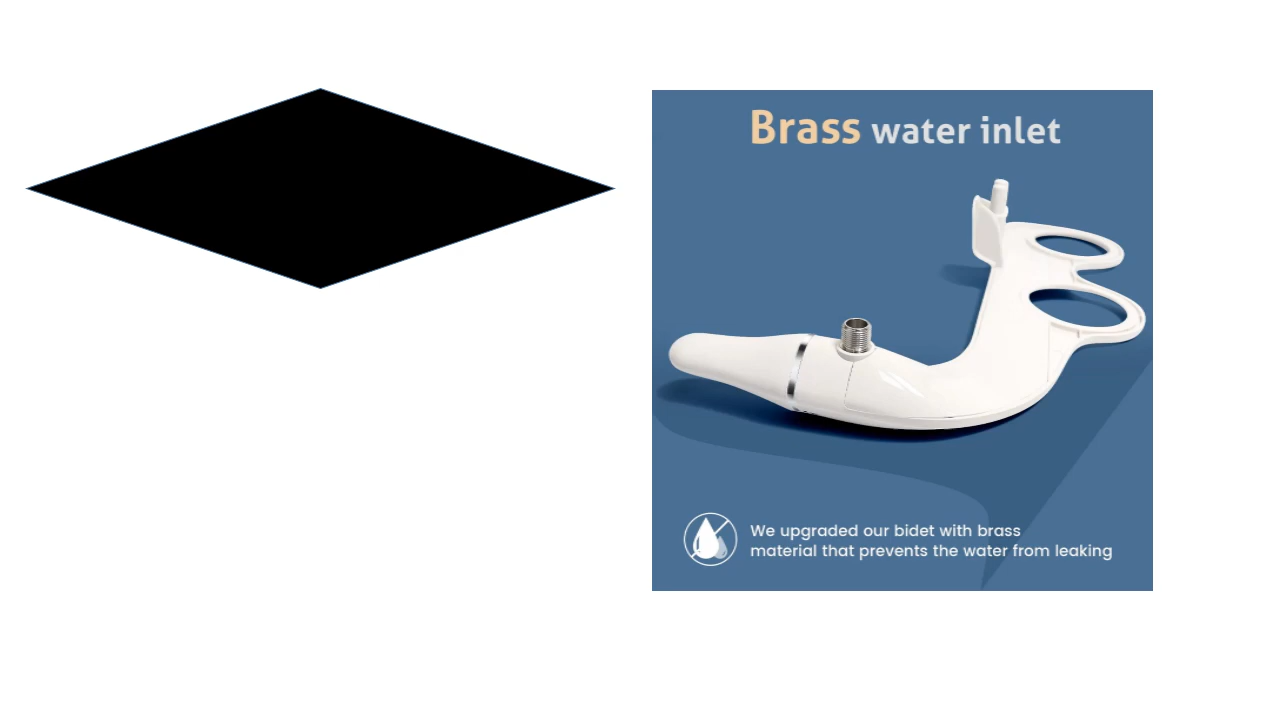 Brass water inlet
We upgraded our bidet with brass
material that prevents the water from leaking